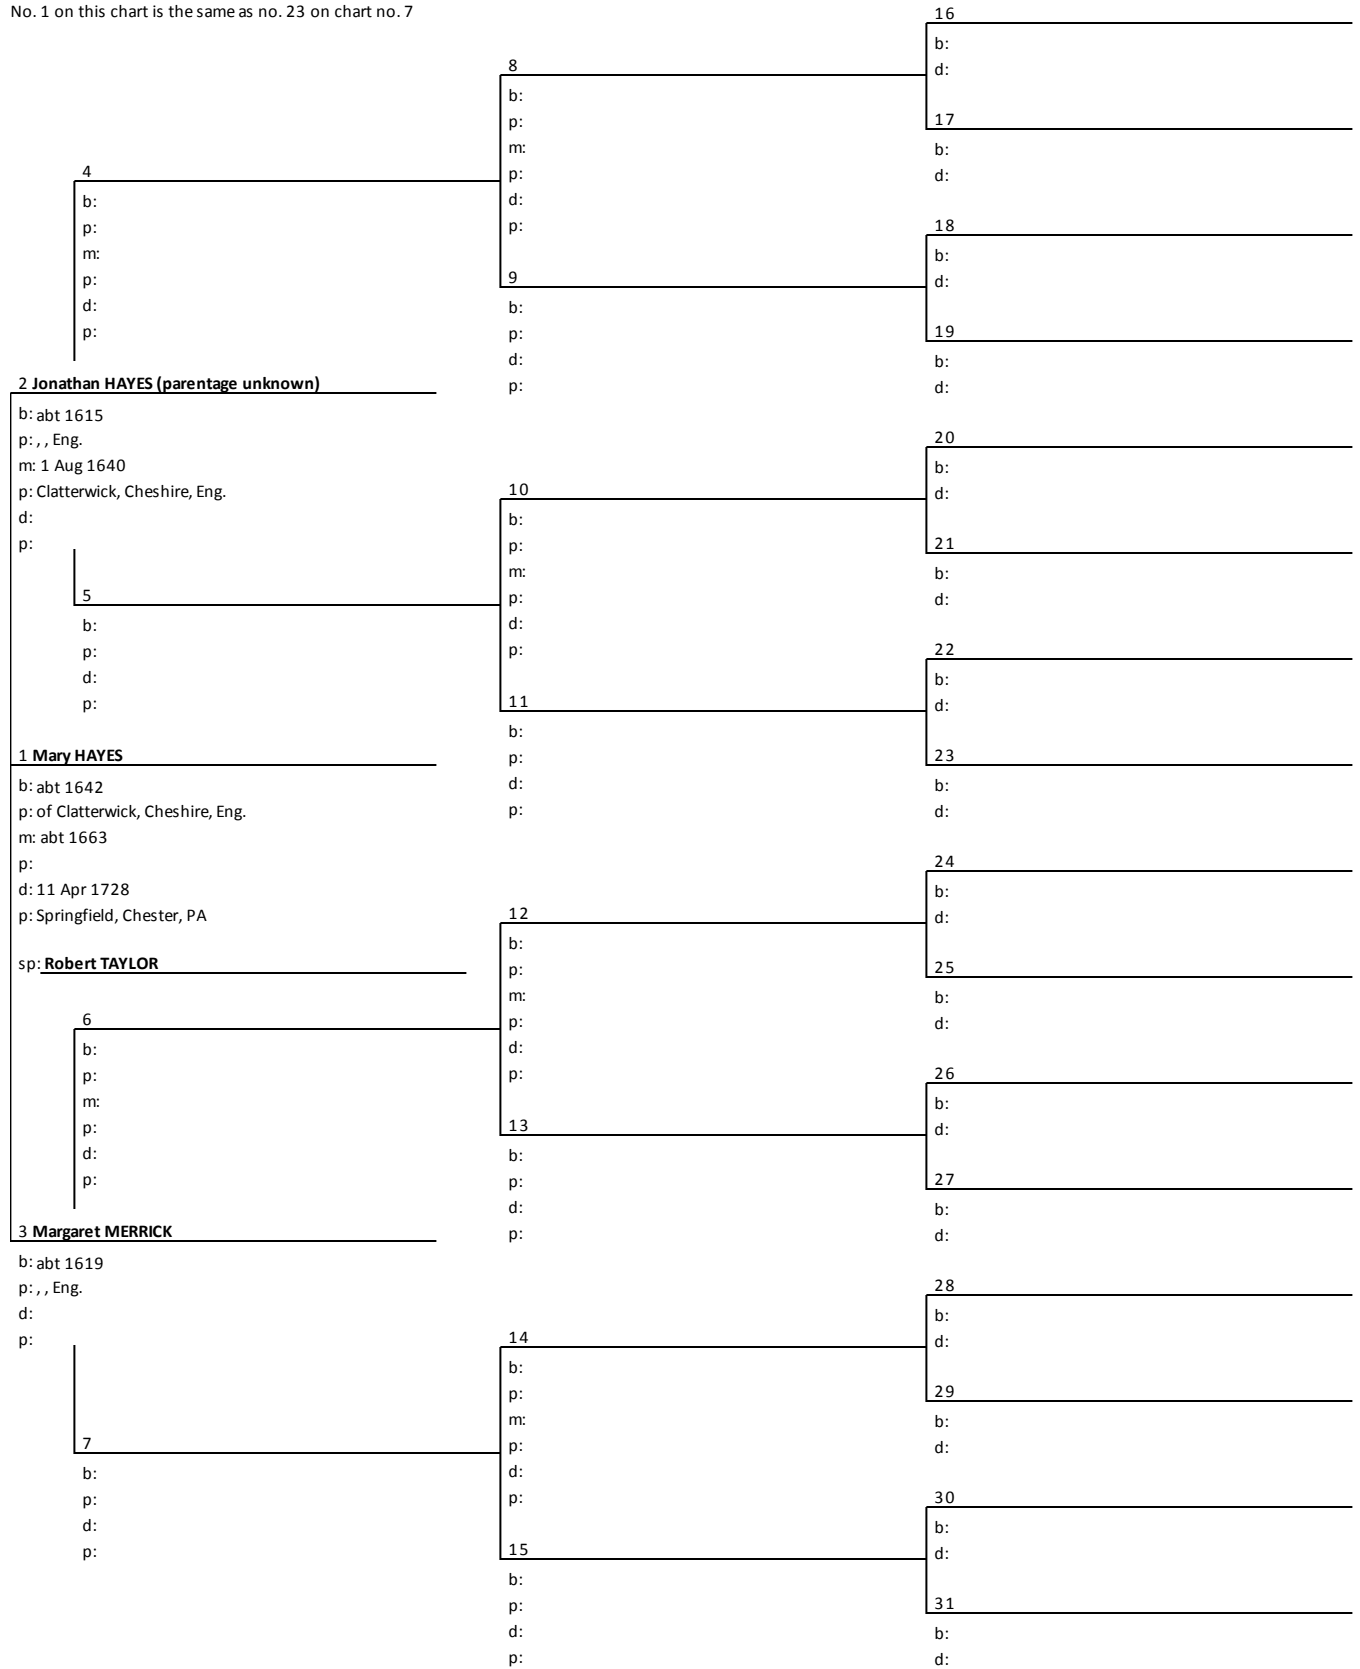 No. 1 on this chart is the same as no. 23 on chart no. 7
4
b:
p:
m:
p:
d:
p:
2 Jonathan HAYES (parentage unknown)
b: abt 1615
p: , , Eng.
m: 1 Aug 1640
p: Clatterwick, Cheshire, Eng.
d:
p:
5
b:
p:
d:
p:
1 Mary HAYES
b: abt 1642
p: of Clatterwick, Cheshire, Eng.
m: abt 1663
p:
d: 11 Apr 1728
p: Springfield, Chester, PA
sp: Robert TAYLOR
6
b:
p:
m:
p:
d:
p:
3 Margaret MERRICK
b: abt 1619
p: , , Eng.
d:
p:
7
b:
p:
d:
p:
8
b:
p:
m:
p:
d:
p:
9
b:
p:
d:
p:
10
b:
p:
m:
p:
d:
p:
11
b:
p:
d:
p:
12
b:
p:
m:
p:
d:
p:
13
b:
p:
d:
p:
14
b:
p:
m:
p:
d:
p:
15
b:
p:
d:
p:
16
b:
d:
17
b:
d:
18
b:
d:
19
b:
d:
20
b:
d:
21
b:
d:
22
b:
d:
23
b:
d:
24
b:
d:
25
b:
d:
26
b:
d:
27
b:
d:
28
b:
d:
29
b:
d:
30
b:
d:
31
b:
d: